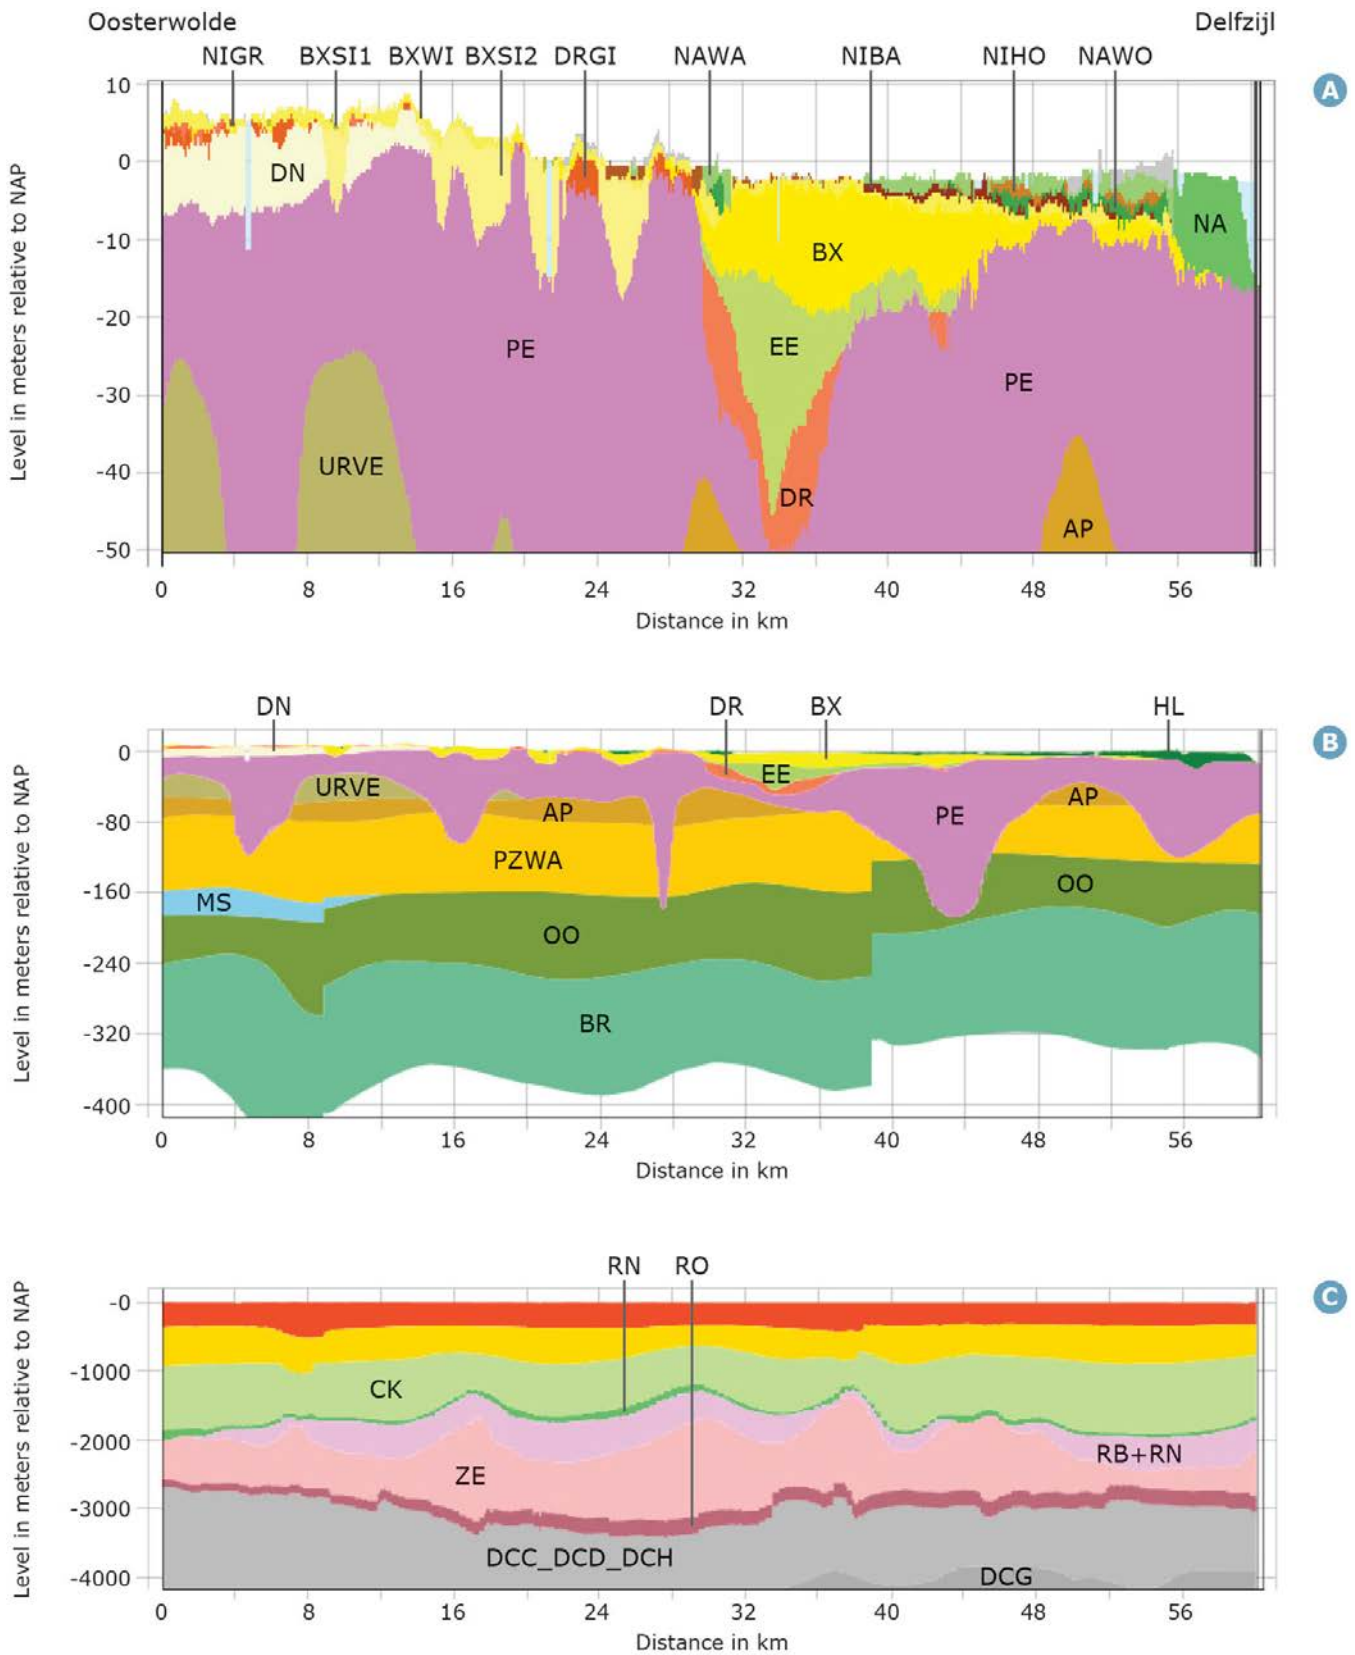 Oosterwolde Delfzijl
NIGR BXSI1 BXWI BXSI2 DRGI NAWA NIBA NIHO NAWO
A
Level in meters relative to NAP
10
0
-10
-20
-30
-40
-50
DN
BX
NA
PE
EE
PE
URVE
DR
AP
0 8 16 24 32 40 48 56
Distance in km
DN DR BX HL
B
Level in meters relative to NAP
0
-80
-160
-240
-320
-400
EE
URVE
AP
AP
PE
PZWA
OO
MS
OO
BR
0 8 16 24 32 40 48 56
Distance in km
RN RO
C
Level in meters relative to NAP
-0
-1000
-2000
-3000
-4000
CK
RB+RN
ZE
DCC_DCD_DCH
DCG
0 8 16 24 32 40 48 56
Distance in km